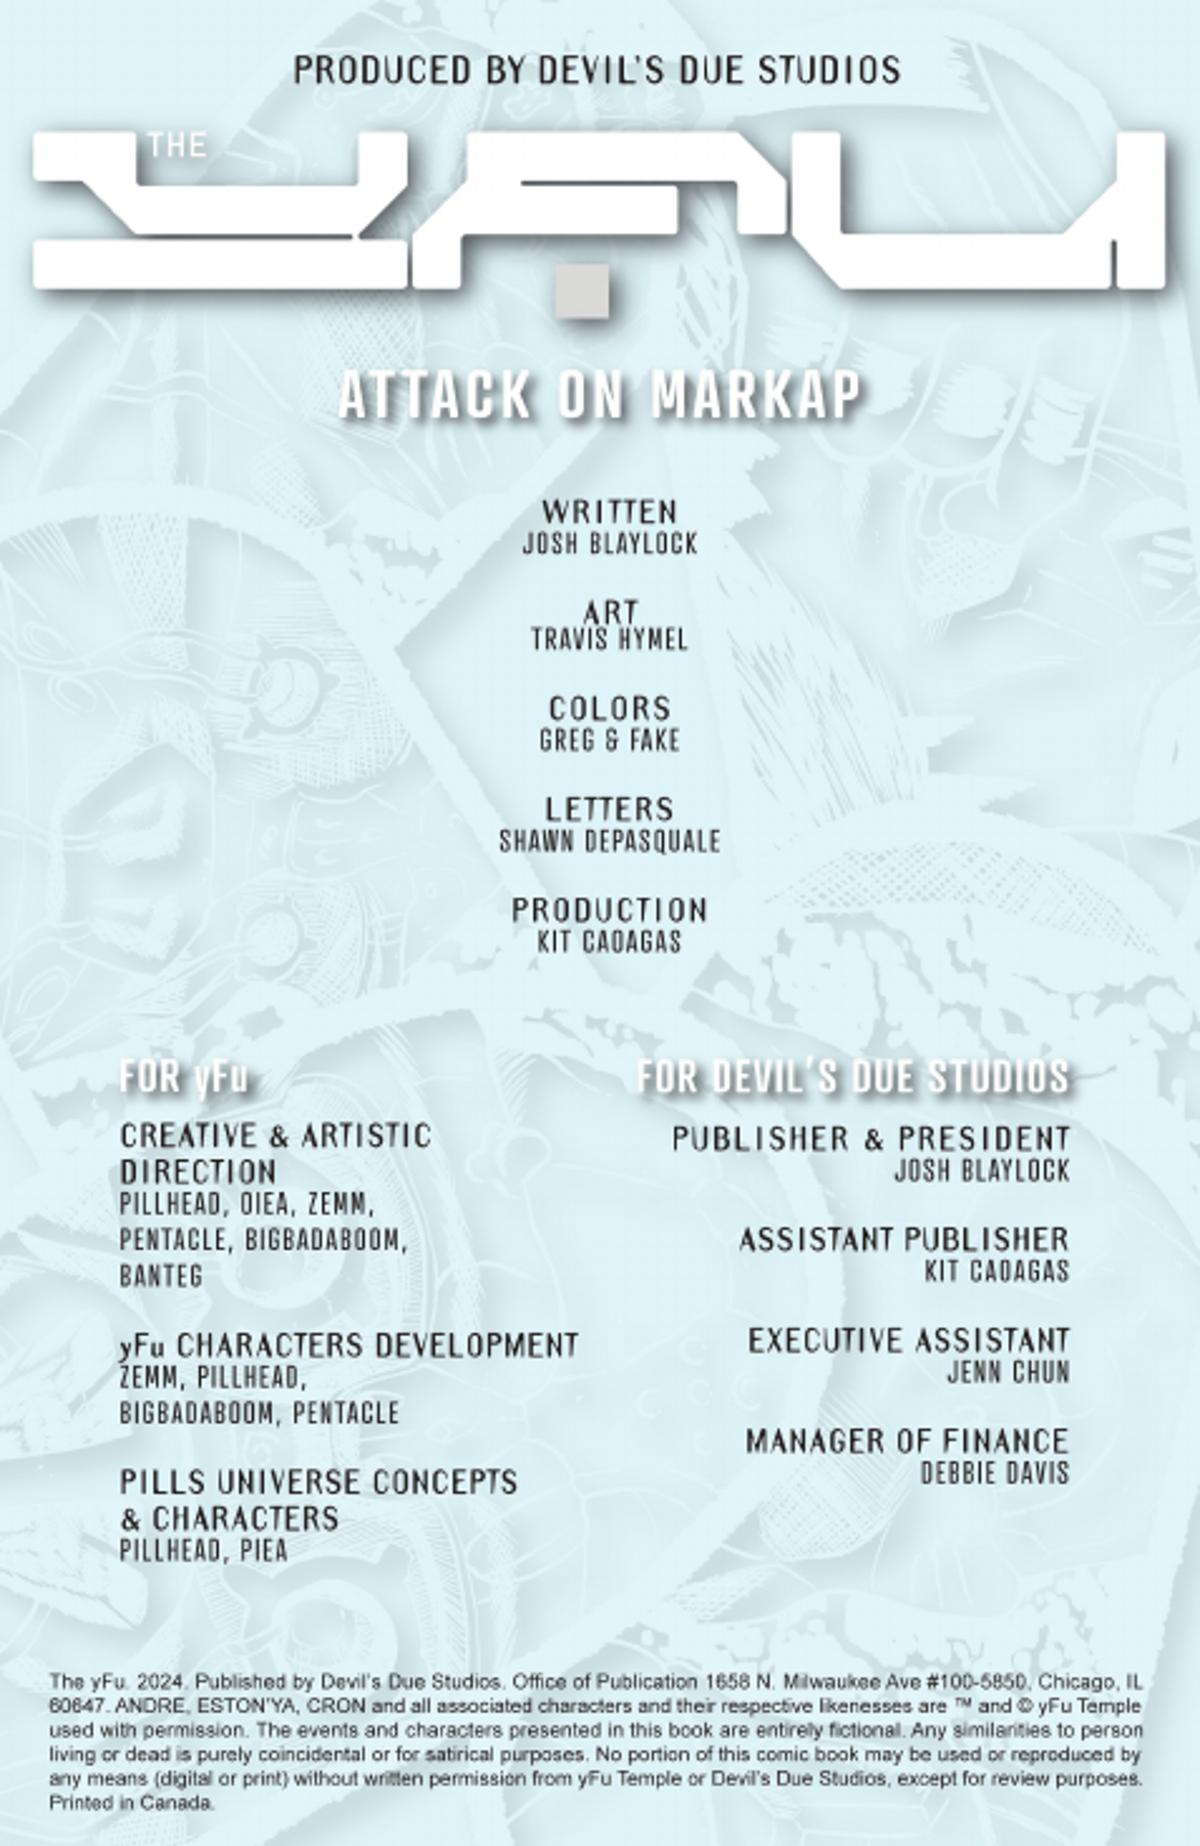 PRODUCED BY DEVIL'S DUE STUDIOS
THE
YFU
ATTACK ON MARKAP
WRITTEN
JOSH BLAYLOCK
ART
TRAVIS HYMEL
COLORS
GREG & FAKE
LETTERS
SHAWN DEPASQUALE
PRODUCTION
KIT CAOAGAS
FOR yFu
CREATIVE & ARTISTIC
DIRECTION
PILLHEAD, OIEA, ZEMM,
PENTACLE, BIGBADABOOM,
BANTEG
yFu CHARACTERS DEVELOPMENT
ZEMM, PILLHEAD,
BIGBADABOOM, PENTACLE
PILLS UNIVERSE CONCEPTS
& CHARACTERS
PILLHEAD, PIEA
FOR DEVIL'S DUE STUDIOS
PUBLISHER & PRESIDENT
JOSH BLAYLOCK
ASSISTANT PUBLISHER
KIT CAOAGAS
EXECUTIVE ASSISTANT
JENN CHUN
MANAGER OF FINANCE
DEBBIE DAVIS
The yFu. 2024. Published by Devil's Due Studios. Office of Publication 1658 N. Milwaukee Ave #100-5850, Chicago, IL
60647. ANDRE, ESTON'YA, CRON and all associated characters and their respective likenesses are ™ and © yFu Temple
used with permission. The events and characters presented in this book are entirely fictional. Any similarities to person
living or dead is purely coincidental or for satirical purposes. No portion of this comic book may be used or reproduced by
any means (digital or print) without written permission from yFu Temple or Devil's Due Studios, except for review purposes.
Printed in Canada.